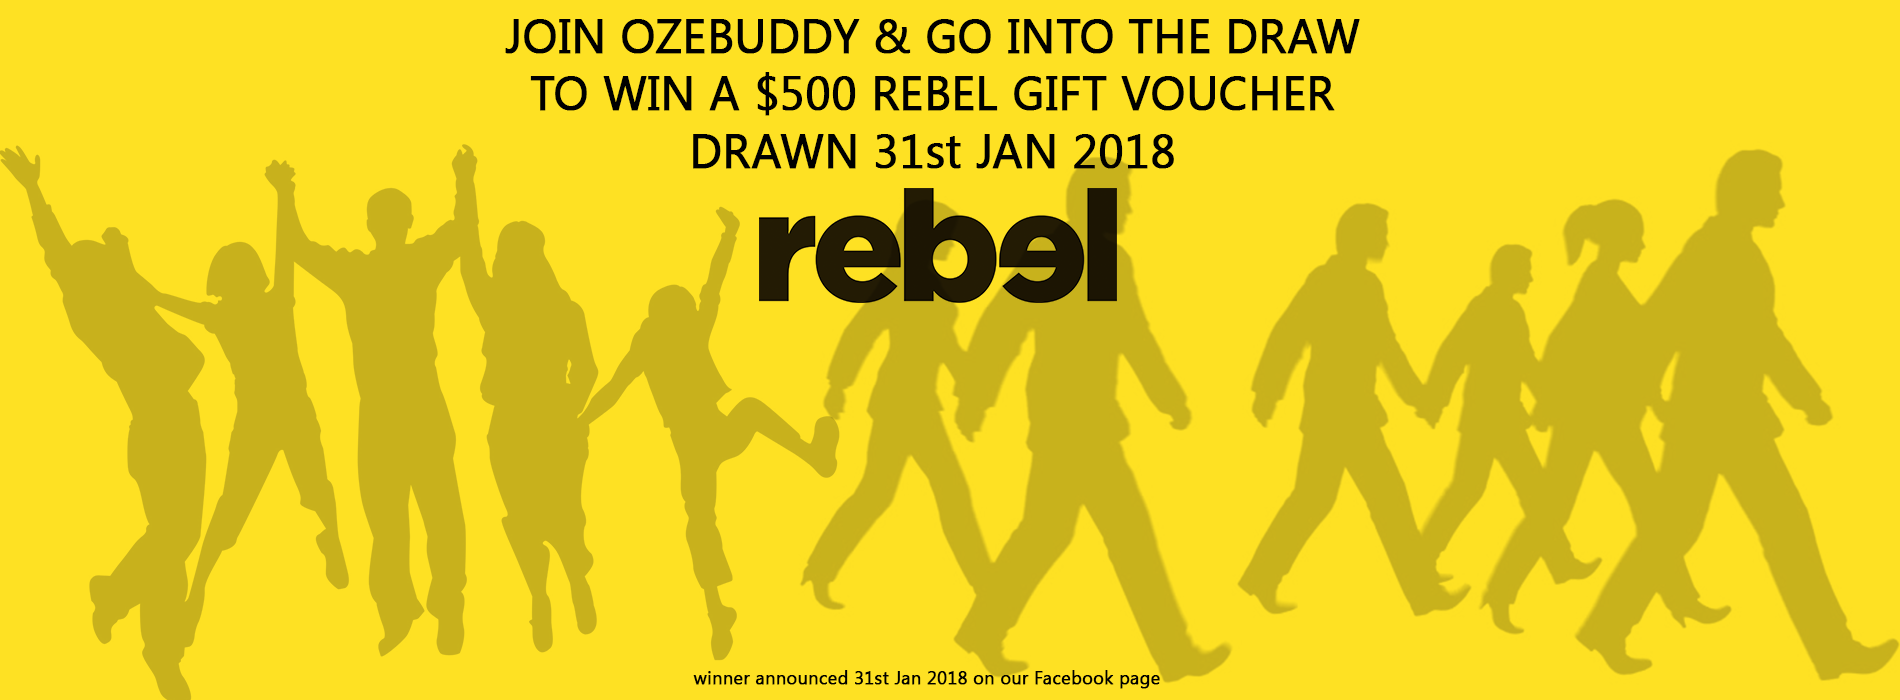 JOIN OZEBUDDY & GO INTO THE DRAW
TO WIN A $500 REBEL GIFT VOUCHER
DRAWN 31st JAN 2018
rebel
winner announced 31st Jan 2018 on our Facebook page